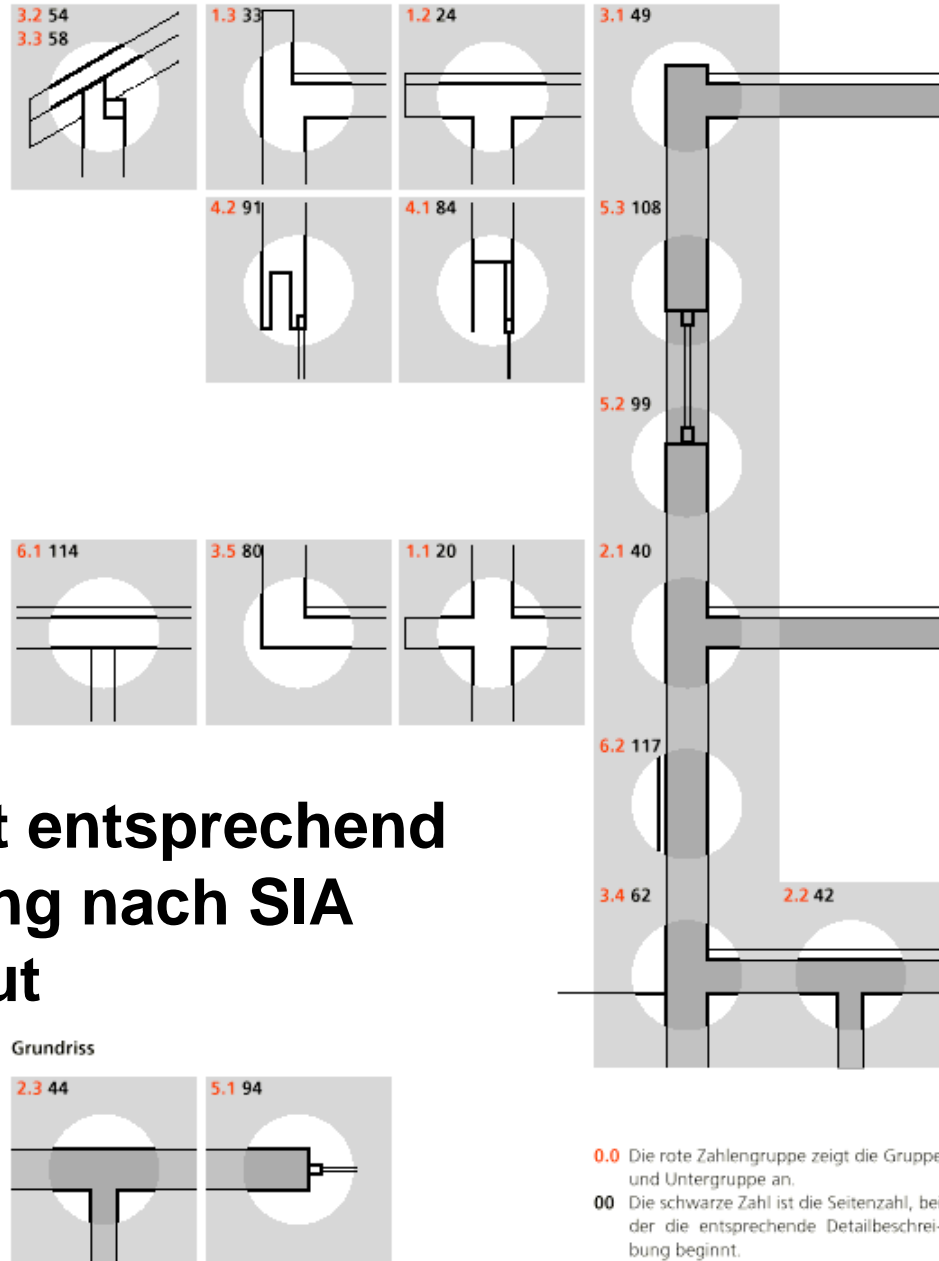 3.2 54
3.3 58
1.3 33
1.2 24
3.1 49
4.2 91
4.1 84
5.3 108
5.2 99
6.1 114
3.5 80
1.1 20
2.1 40
6.2 117
t entsprechend
ng nach SIA
ut
3.4 62
2.2 42
Grundriss
2.3 44
5.1 94
0.0 Die rote Zahlengruppe zeigt die Gruppe
und Untergruppe an.
00 Die schwarze Zahl ist die Seitenzahl, bei
der die entsprechende Detailbeschrei-
bung beginnt.